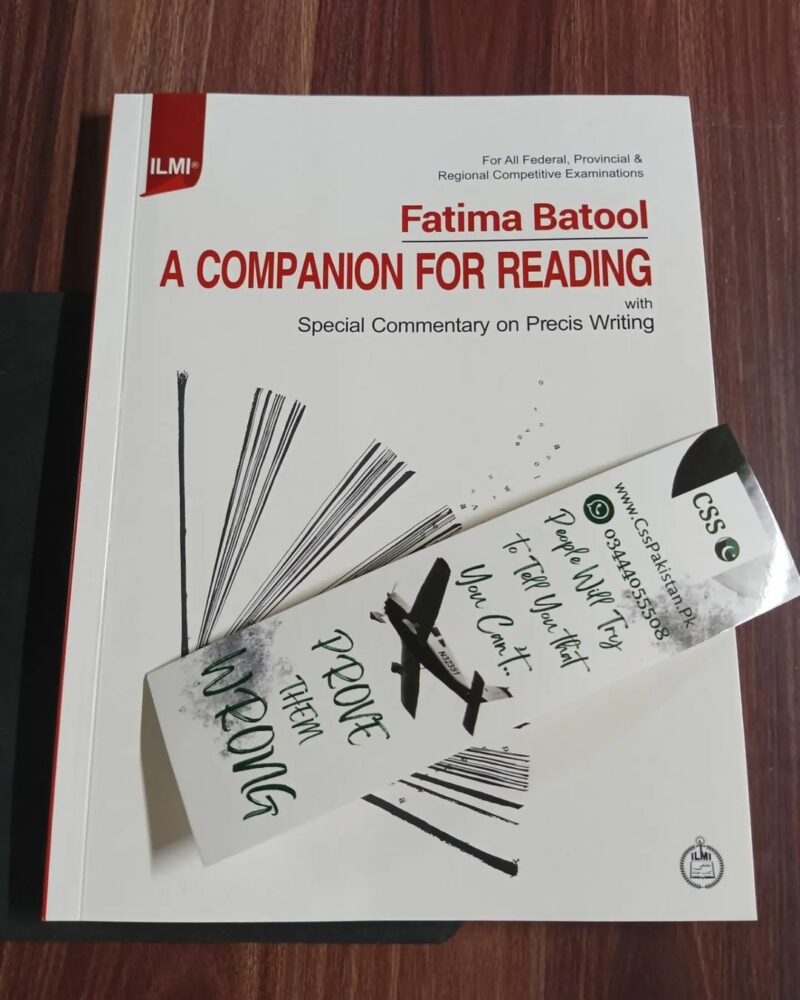 ILMI®
For All Federal, Provincial &
Regional Competitive Examinations
Fatima Batool
A COMPANION FOR READING
with
Special Commentary on Precis Writing
CSS
www.CssPakistan.Pk
03444055508
People Will Try
to Tell You that
You Can't..
N32391
PROVE
THEM
WRONG
ILMI